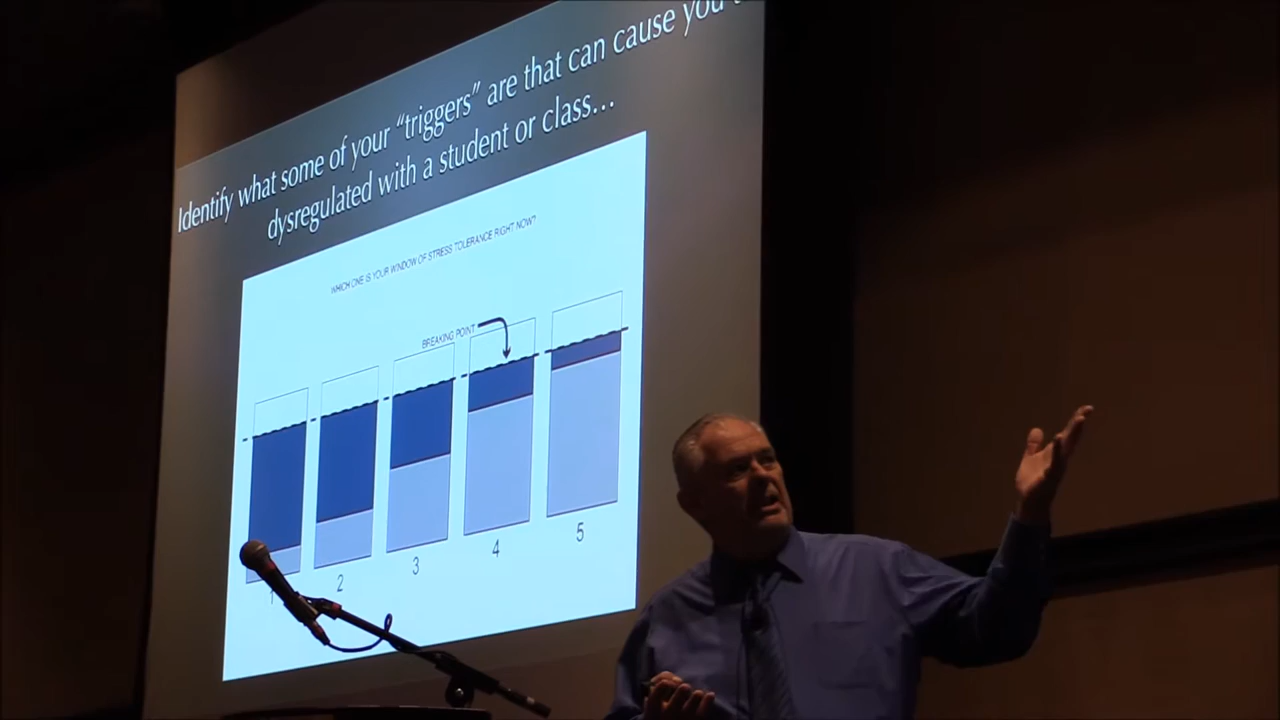 Identify what some of your “triggers” are that can cause you
dysregulated with a student or class...
WHICH ONE IS YOUR WINDOW OF STRESS TOLERANCE RIGHT NOW?
BREAKING POINT
1 2 3 4 5